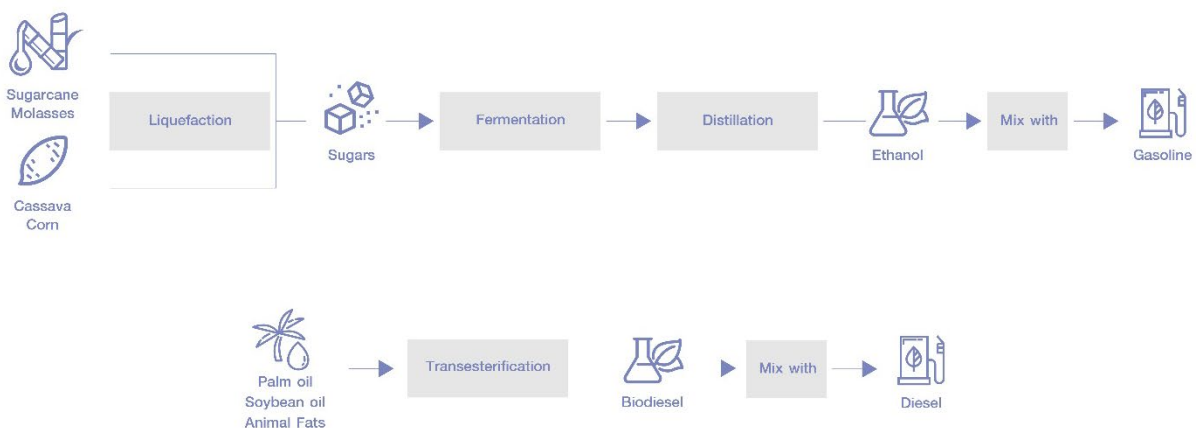 Sugarcane
Molasses
Cassava
Corn
Liquefaction
Sugars
Fermentation
Distillation
Ethanol
Mix with
Gasoline
Palm oil
Soybean oil
Animal Fats
Transesterification
Biodiesel
Mix with
Diesel